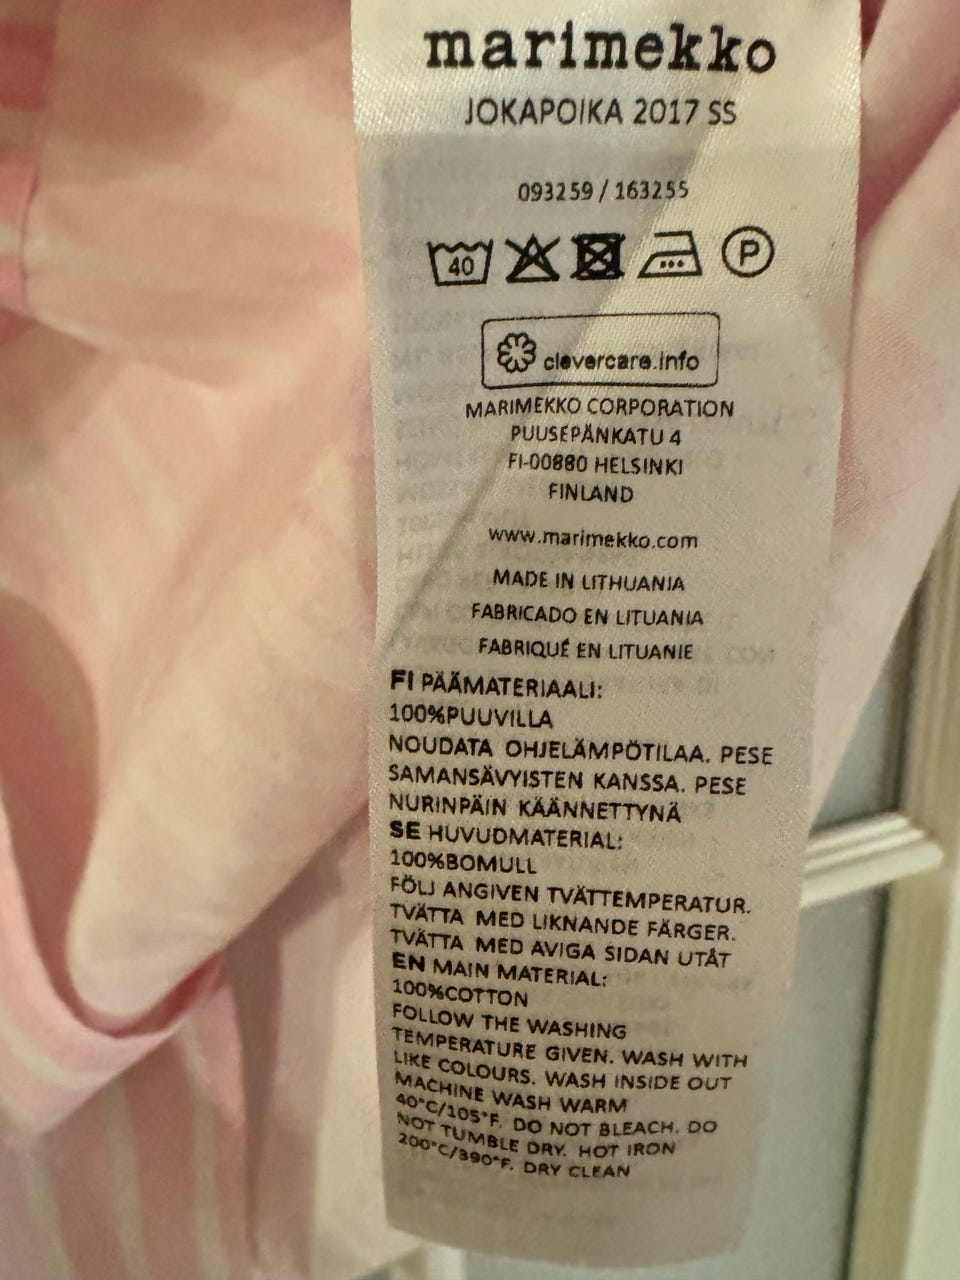 marimekko
JOKAPOIKA 2017 SS
093259 / 163255
40 P
clevercare.info
MARIMEKKO CORPORATION
PUUSEPÄNKATU 4
FI-00880 HELSINKI
FINLAND
www.marimekko.com
MADE IN LITHUANIA
FABRICADO EN LITUANIA
FABRIQUÉ EN LITUANIE
FI PÄÄMATERIAALI:
100%PUUVILLA
NOUDATA OHJELÄMPÖTILAA. PESE
SAMANSÄVYISTEN KANSSA. PESE
NURINPÄIN KÄÄNNETTYNÄ
SE HUVUDMATERIAL:
100%BOMULL
FÖLJ ANGIVEN TVÄTTEMPERATUR.
TVÄTTA MED LIKNANDE FÄRGER.
TVÄTTA MED AVIGA SIDAN UTÅT
EN MAIN MATERIAL:
100%COTTON
FOLLOW THE WASHING
TEMPERATURE GIVEN. WASH WITH
LIKE COLOURS. WASH INSIDE OUT
MACHINE WASH WARM
40°C/105°F. DO NOT BLEACH. DO
NOT TUMBLE DRY. HOT IRON
200°C/390°F. DRY CLEAN